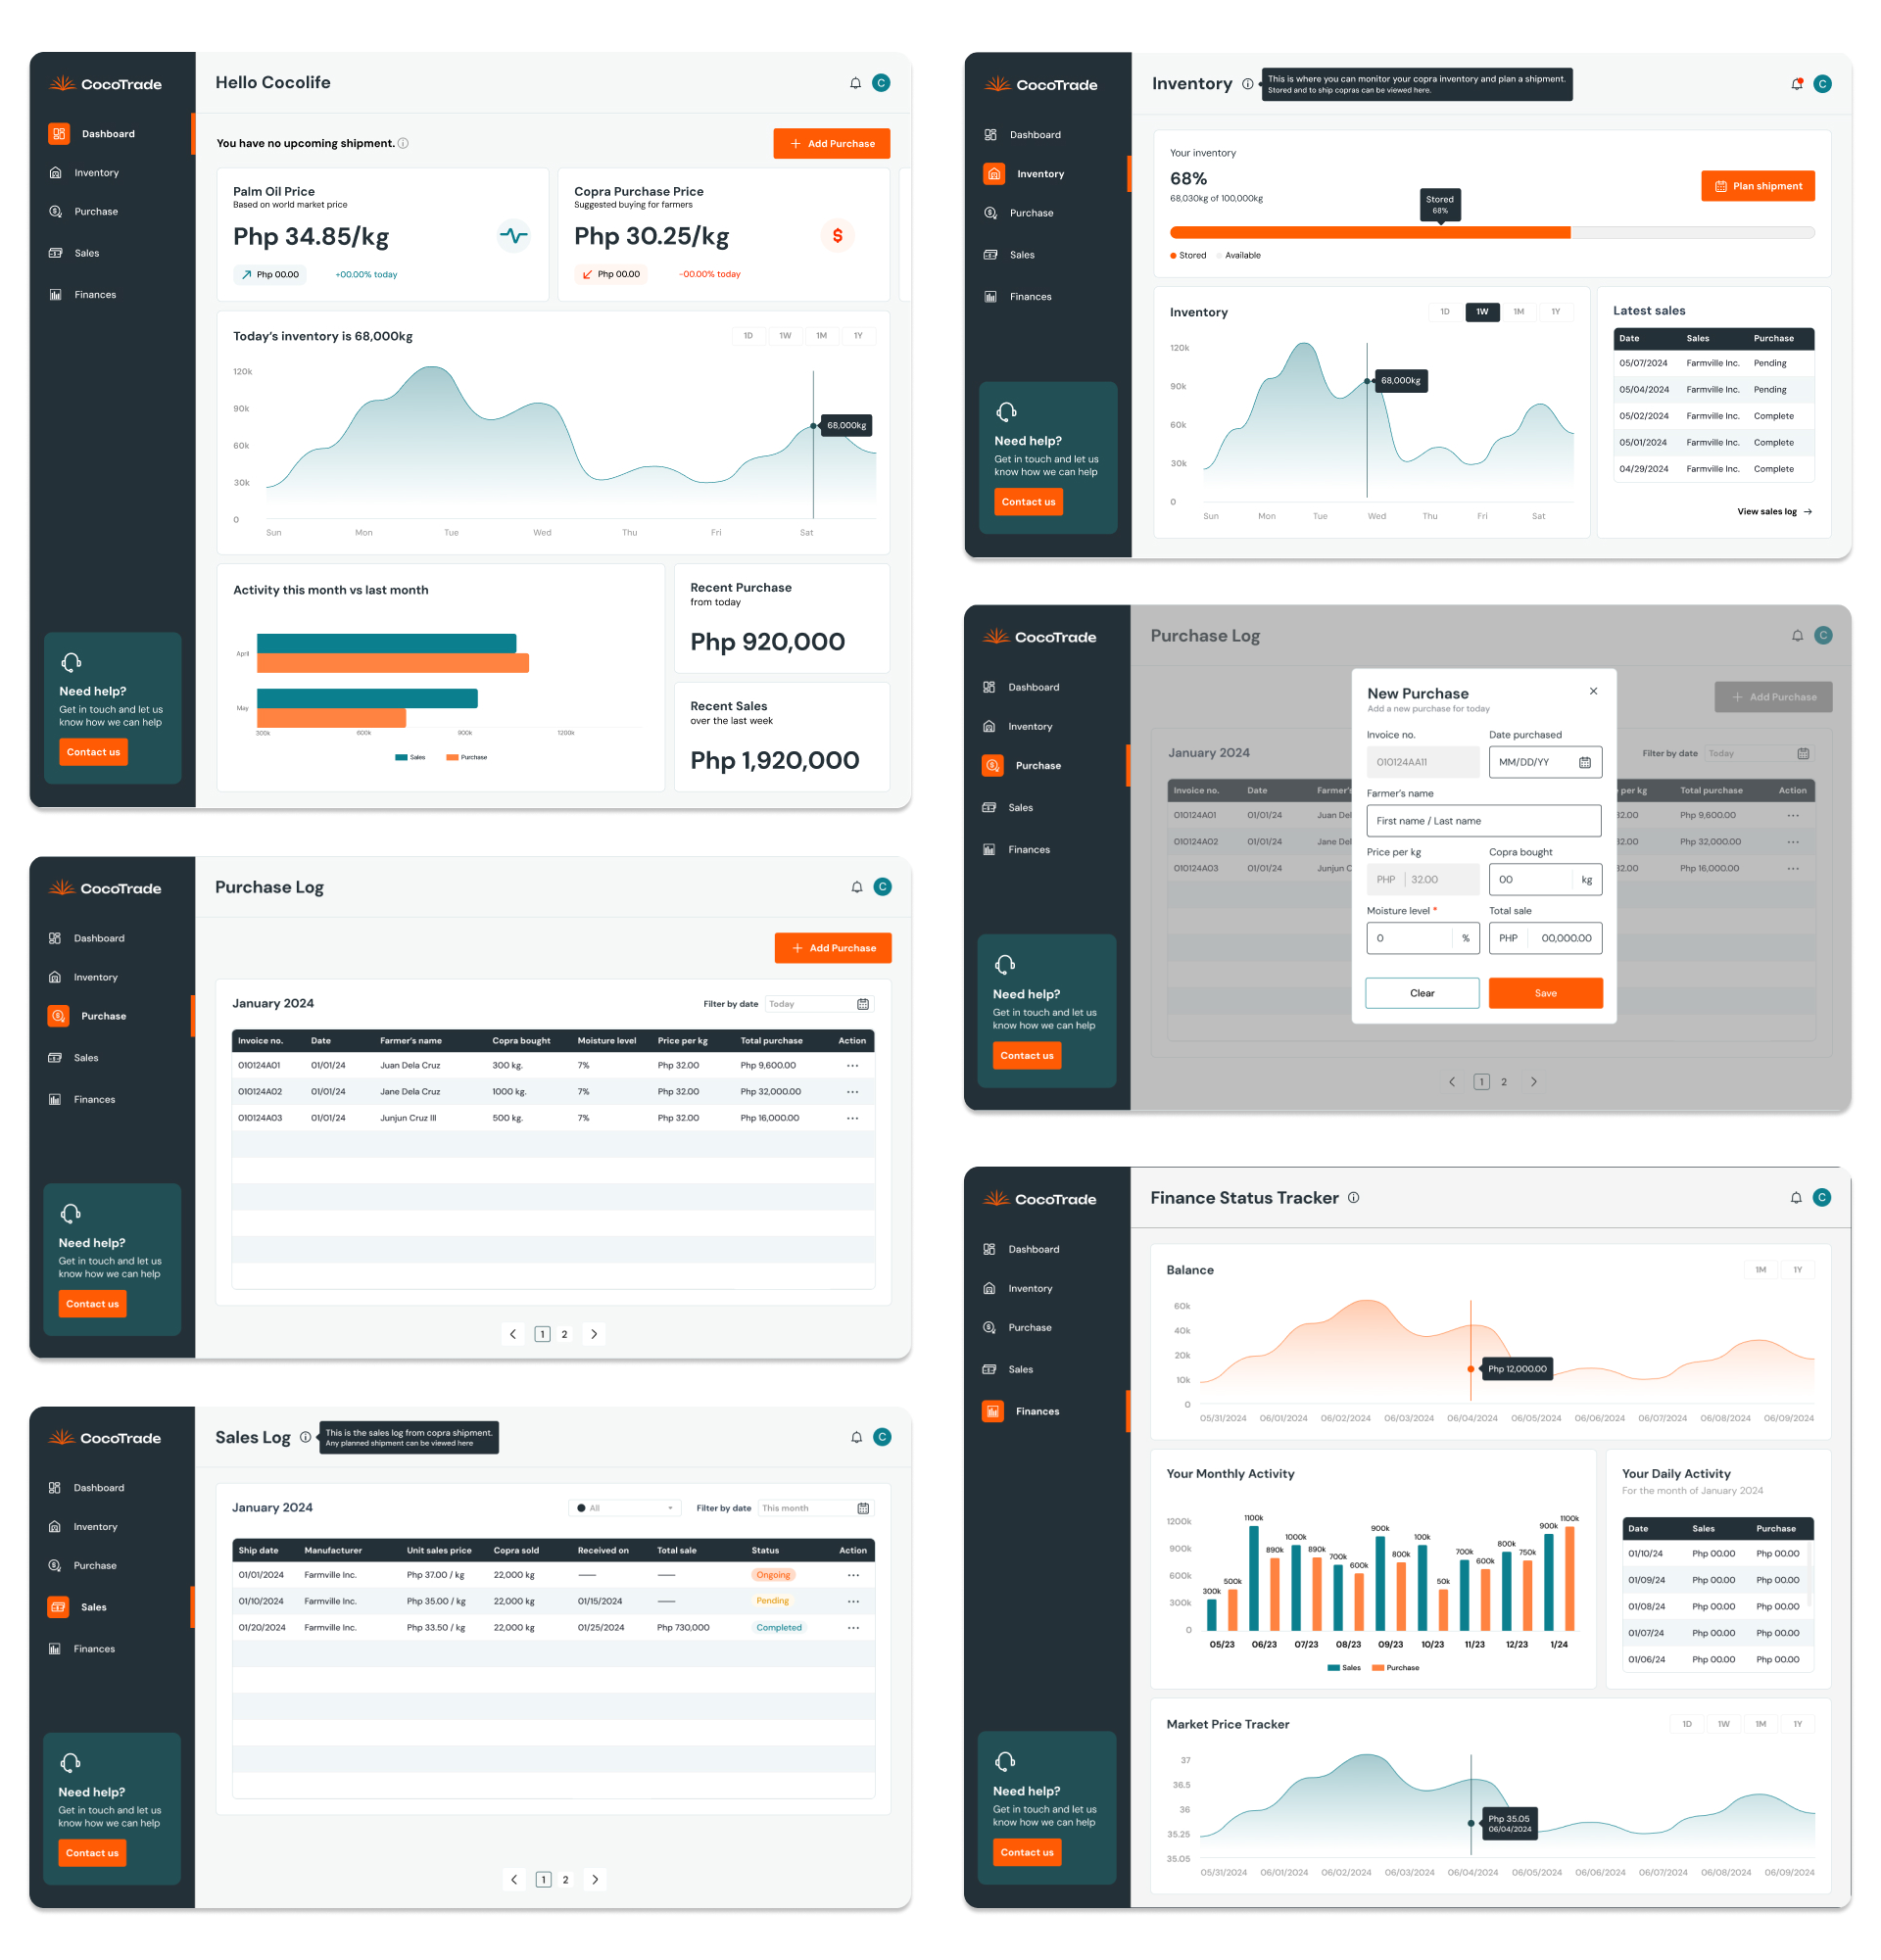 CocoTrade
Dashboard
Inventory
Purchase
Sales
Finances
Need help?
Get in touch and let us
know how we can help
Contact us
Hello Cocolife
C
You have no upcoming shipment.
+ Add Purchase
Palm Oil Price
Based on world market price
Php 34.85/kg
Php 00.00 +00.00% today
Copra Purchase Price
Suggested buying for farmers
Php 30.25/kg
$
Php 00.00 -00.00% today
Today's inventory is 68,000kg
1D 1W 1M 1Y
120k
90k
60k
30k
0
68,000kg
Sun Mon Tue Wed Thu Fri Sat
Activity this month vs last month
April
May
300k 600k 900k 1200k
Sales Purchase
Recent Purchase
from today
Php 920,000
Recent Sales
over the last week
Php 1,920,000
CocoTrade
Dashboard
Inventory
Purchase
Sales
Finances
Need help?
Get in touch and let us
know how we can help
Contact us
Inventory
This is where you can monitor your copra inventory and plan a shipment.
Stored and to ship copras can be viewed here.
C
Your inventory
68%
68,030kg of 100,000kg
Plan shipment
Stored
68%
Stored Available
Inventory
1D 1W 1M 1Y
120k
90k
60k
30k
0
68,000kg
Sun Mon Tue Wed Thu Fri Sat
Latest sales
Date Sales Purchase
05/07/2024 Farmville Inc. Pending
05/04/2024 Farmville Inc. Pending
05/02/2024 Farmville Inc. Complete
05/01/2024 Farmville Inc. Complete
04/29/2024 Farmville Inc. Complete
View sales log →
CocoTrade
Dashboard
Inventory
Purchase
Sales
Finances
Need help?
Get in touch and let us
know how we can help
Contact us
Purchase Log
C
+ Add Purchase
January 2024
Filter by date Today
Invoice no. Date Farmer's name Copra bought Moisture level Price per kg Total purchase Action
010124A01 01/01/24 Juan Dela Cruz 300 kg. 7% Php 32.00 Php 9,600.00 ...
010124A02 01/01/24 Jane Dela Cruz 1000 kg. 7% Php 32.00 Php 32,000.00 ...
010124A03 01/01/24 Junjun Cruz III 500 kg. 7% Php 32.00 Php 16,000.00 ...
< 1 2 >
CocoTrade
Dashboard
Inventory
Purchase
Sales
Finances
Need help?
Get in touch and let us
know how we can help
Contact us
Purchase Log
C
+ Add Purchase
January 2024
Filter by date Today
Invoice no. Date Farmer's per kg Total purchase Action
010124A01 01/01/24 Juan Del 32.00 Php 9,600.00 ...
010124A02 01/01/24 Jane Del 32.00 Php 32,000.00 ...
010124A03 01/01/24 Junjun C 32.00 Php 16,000.00 ...
< 1 2 >
New Purchase
Add a new purchase for today
Invoice no. Date purchased
010124AA11 MM/DD/YY
Farmer's name
First name / Last name
Price per kg Copra bought
PHP 32.00 00 kg
Moisture level * Total sale
0 % PHP 00,000.00
Clear Save
CocoTrade
Dashboard
Inventory
Purchase
Sales
Finances
Need help?
Get in touch and let us
know how we can help
Contact us
Sales Log
This is the sales log from copra shipment.
Any planned shipment can be viewed here
C
January 2024
All Filter by date This month
Ship date Manufacturer Unit sales price Copra sold Received on Total sale Status Action
01/01/2024 Farmville Inc. Php 37.00 / kg 22,000 kg — — Ongoing ...
01/10/2024 Farmville Inc. Php 35.00 / kg 22,000 kg 01/15/2024 — Pending ...
01/20/2024 Farmville Inc. Php 33.50 / kg 22,000 kg 01/25/2024 Php 730,000 Completed ...
< 1 2 >
CocoTrade
Dashboard
Inventory
Purchase
Sales
Finances
Need help?
Get in touch and let us
know how we can help
Contact us
Finance Status Tracker
C
Balance
1M 1Y
60k
40k
20k
10k
0
Php 12,000.00
05/31/2024 06/01/2024 06/02/2024 06/03/2024 06/04/2024 06/05/2024 06/06/2024 06/07/2024 06/08/2024 06/09/2024
Your Monthly Activity
1200k
900k
600k
300k
0
300k 500k 1100k 890k 1000k 890k 700k 600k 900k 800k 100k 50k 700k 600k 800k 750k 900k 1100k
05/23 06/23 07/23 08/23 09/23 10/23 11/23 12/23 1/24
Sales Purchase
Your Daily Activity
For the month of January 2024
Date Sales Purchase
01/10/24 Php 00.00 Php 00.00
01/09/24 Php 00.00 Php 00.00
01/08/24 Php 00.00 Php 00.00
01/07/24 Php 00.00 Php 00.00
01/06/24 Php 00.00 Php 00.00
Market Price Tracker
1D 1W 1M 1Y
37
36.5
36
35.25
35.05
Php 35.05
06/04/2024
05/31/2024 06/01/2024 06/02/2024 06/03/2024 06/04/2024 06/05/2024 06/06/2024 06/07/2024 06/08/2024 06/09/2024